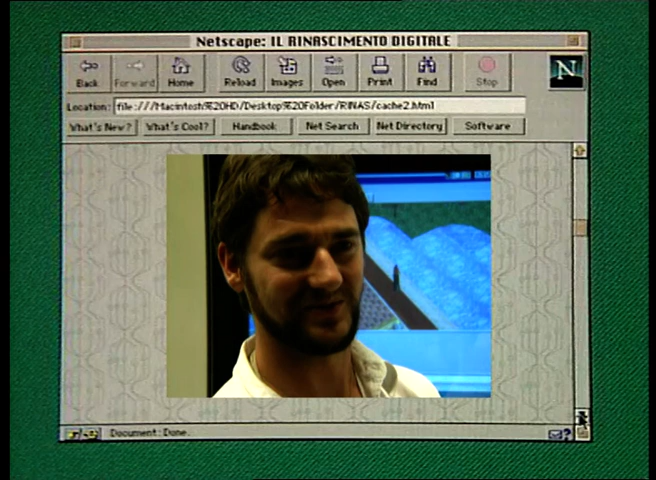 Netscape: IL RINASCIMENTO DIGITALE
Back Forward Home Reload Images Open Print Find Stop
N
Location: file:///Macintosh%20HD/Desktop%20Folder/RINAS/cache2.html
What's New? What's Cool? Handbook Net Search Net Directory Software
Document: Done.
?